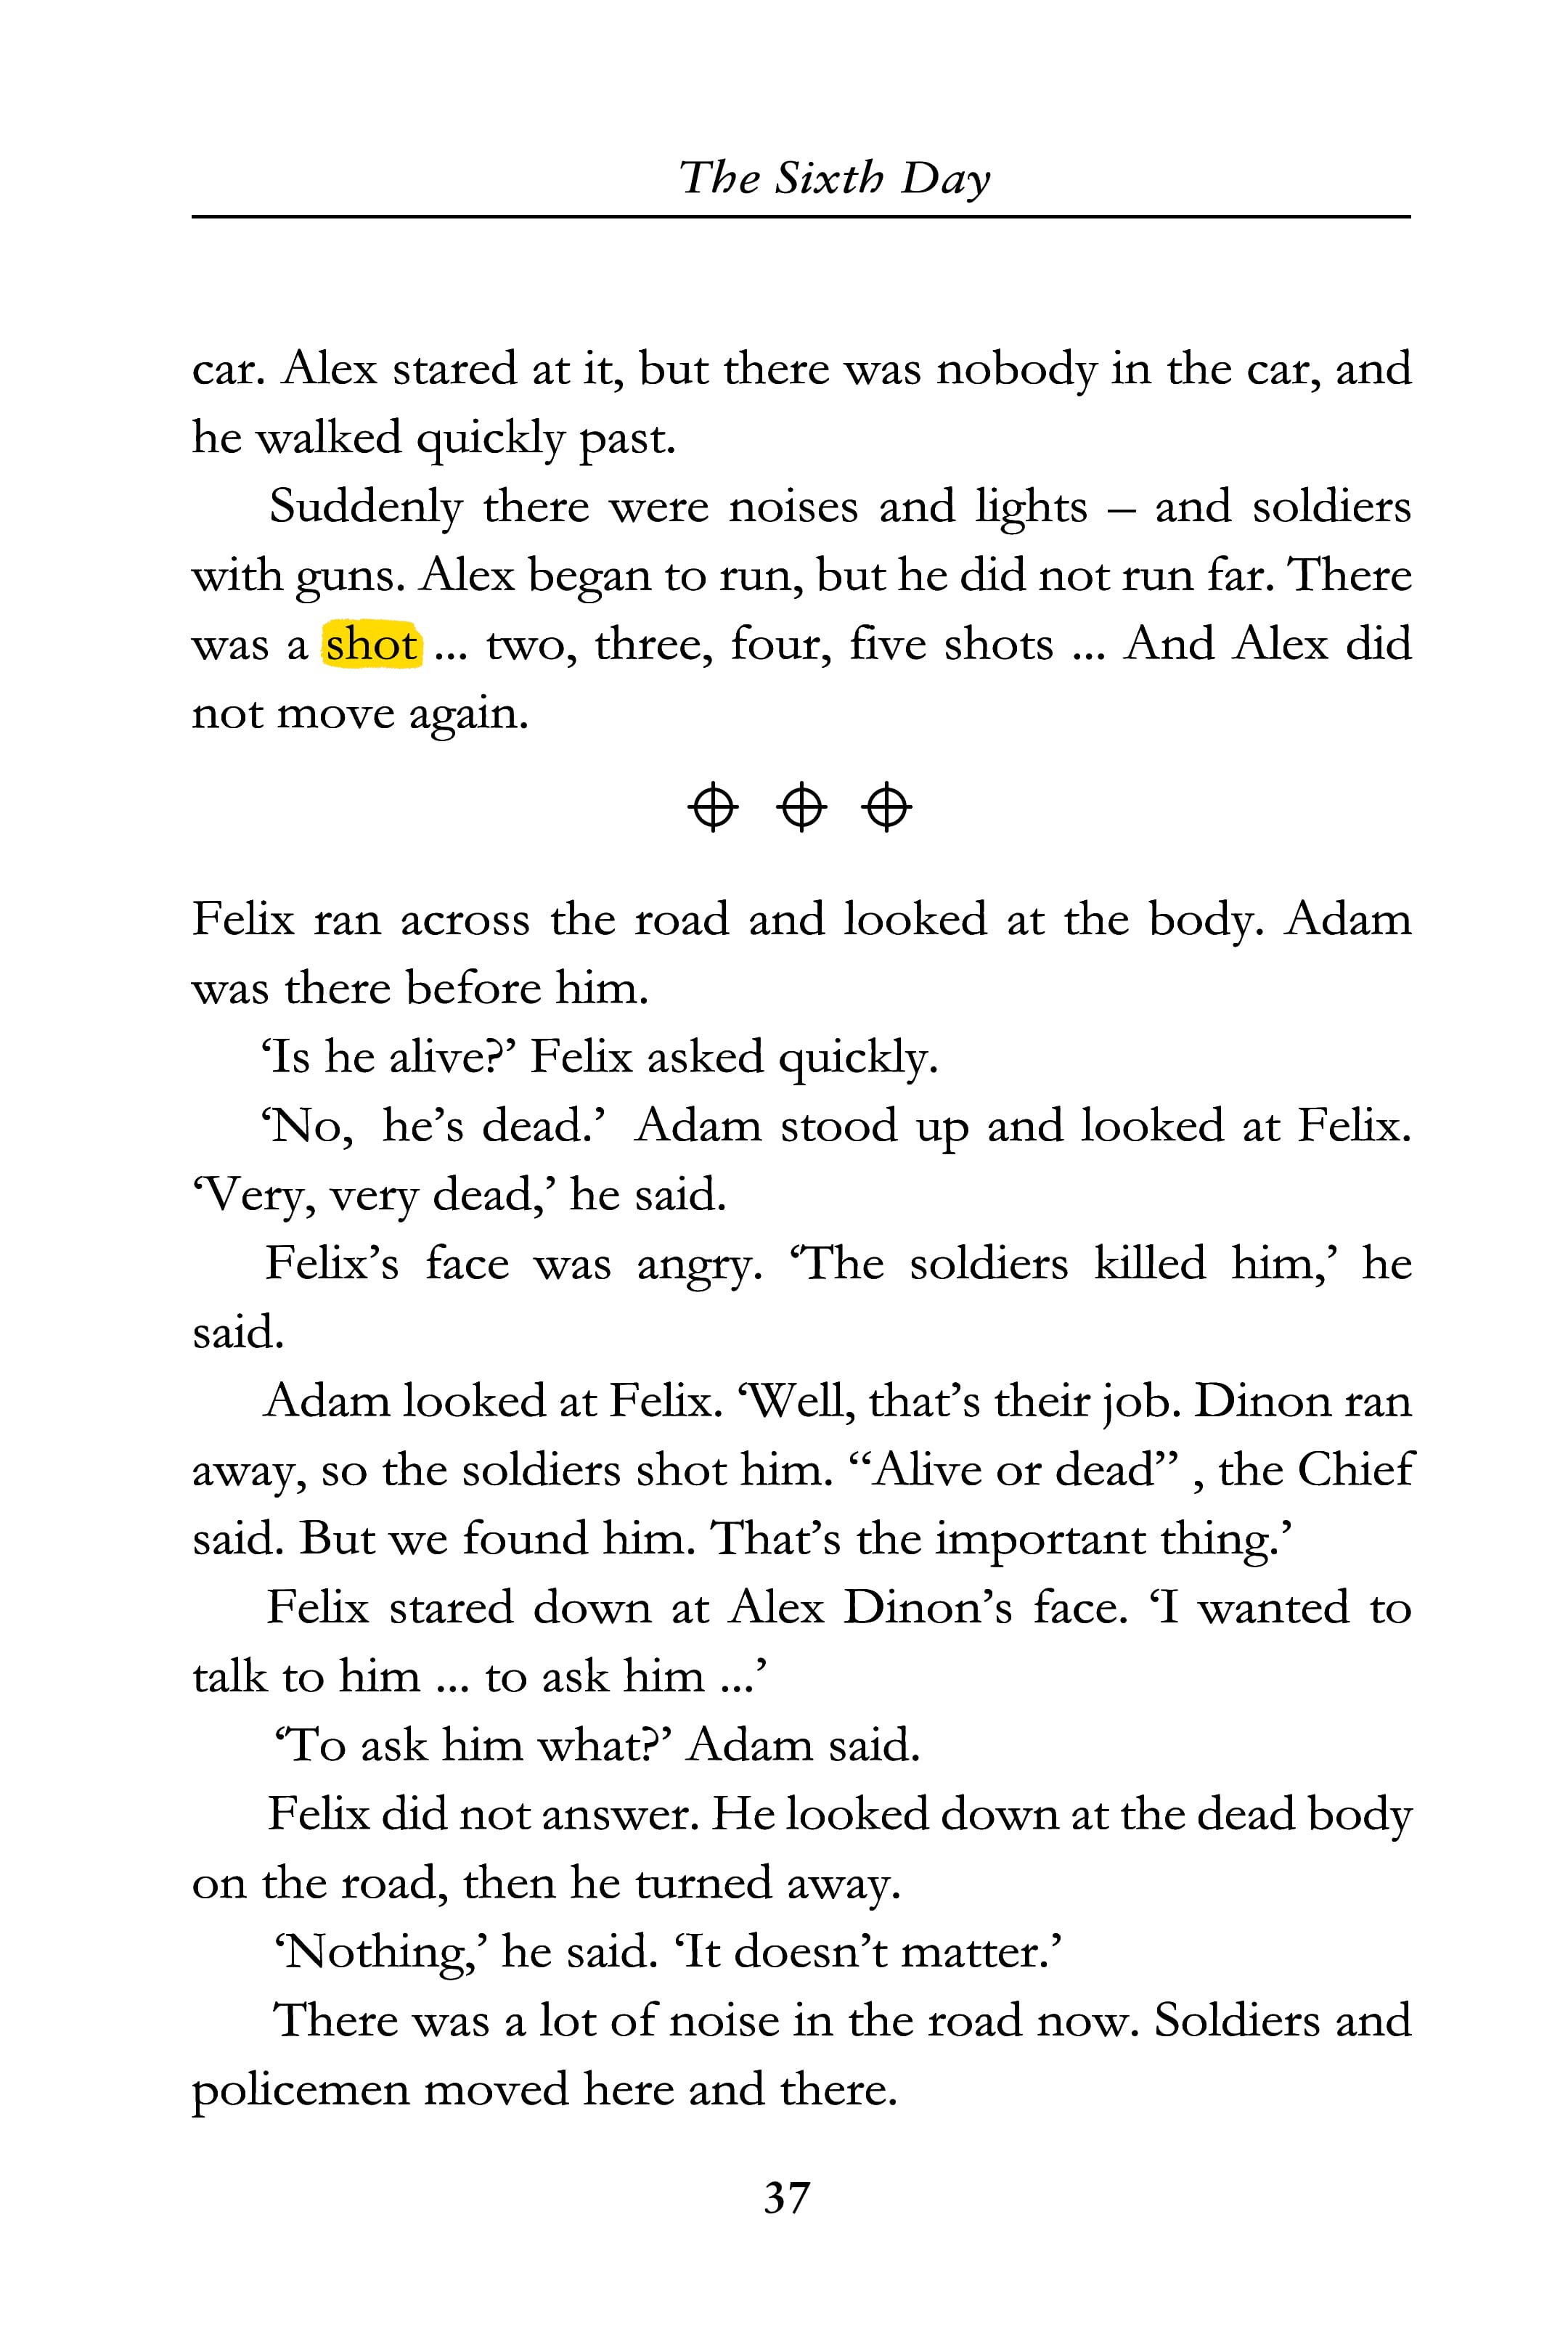 The Sixth Day
car. Alex stared at it, but there was nobody in the car, and
he walked quickly past.
Suddenly there were noises and lights – and soldiers
with guns. Alex began to run, but he did not run far. There
was a shot ... two, three, four, five shots ... And Alex did
not move again.
Felix ran across the road and looked at the body. Adam
was there before him.
‘Is he alive?’ Felix asked quickly.
‘No, he’s dead.’ Adam stood up and looked at Felix.
‘Very, very dead,’ he said.
Felix’s face was angry. ‘The soldiers killed him,’ he
said.
Adam looked at Felix. ‘Well, that’s their job. Dinon ran
away, so the soldiers shot him. “Alive or dead” , the Chief
said. But we found him. That’s the important thing.’
Felix stared down at Alex Dinon’s face. ‘I wanted to
talk to him ... to ask him ...’
‘To ask him what?’ Adam said.
Felix did not answer. He looked down at the dead body
on the road, then he turned away.
‘Nothing,’ he said. ‘It doesn’t matter.’
There was a lot of noise in the road now. Soldiers and
policemen moved here and there.
37